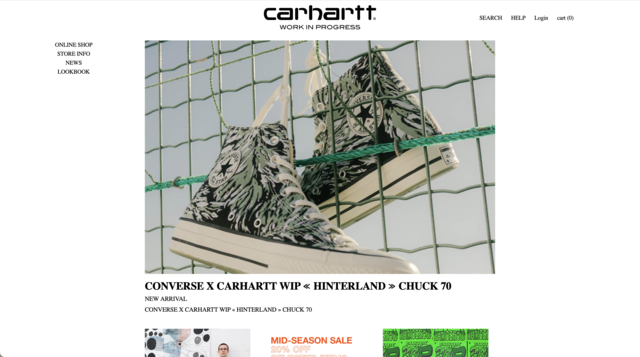 carhartt
WORK IN PROGRESS
SEARCH HELP Login cart (0)
ONLINE SHOP
STORE INFO
NEWS
LOOKBOOK
CONVERSE X CARHARTT WIP « HINTERLAND » CHUCK 70
NEW ARRIVAL
CONVERSE X CARHARTT WIP « HINTERLAND » CHUCK 70
MID-SEASON SALE
20% OFF